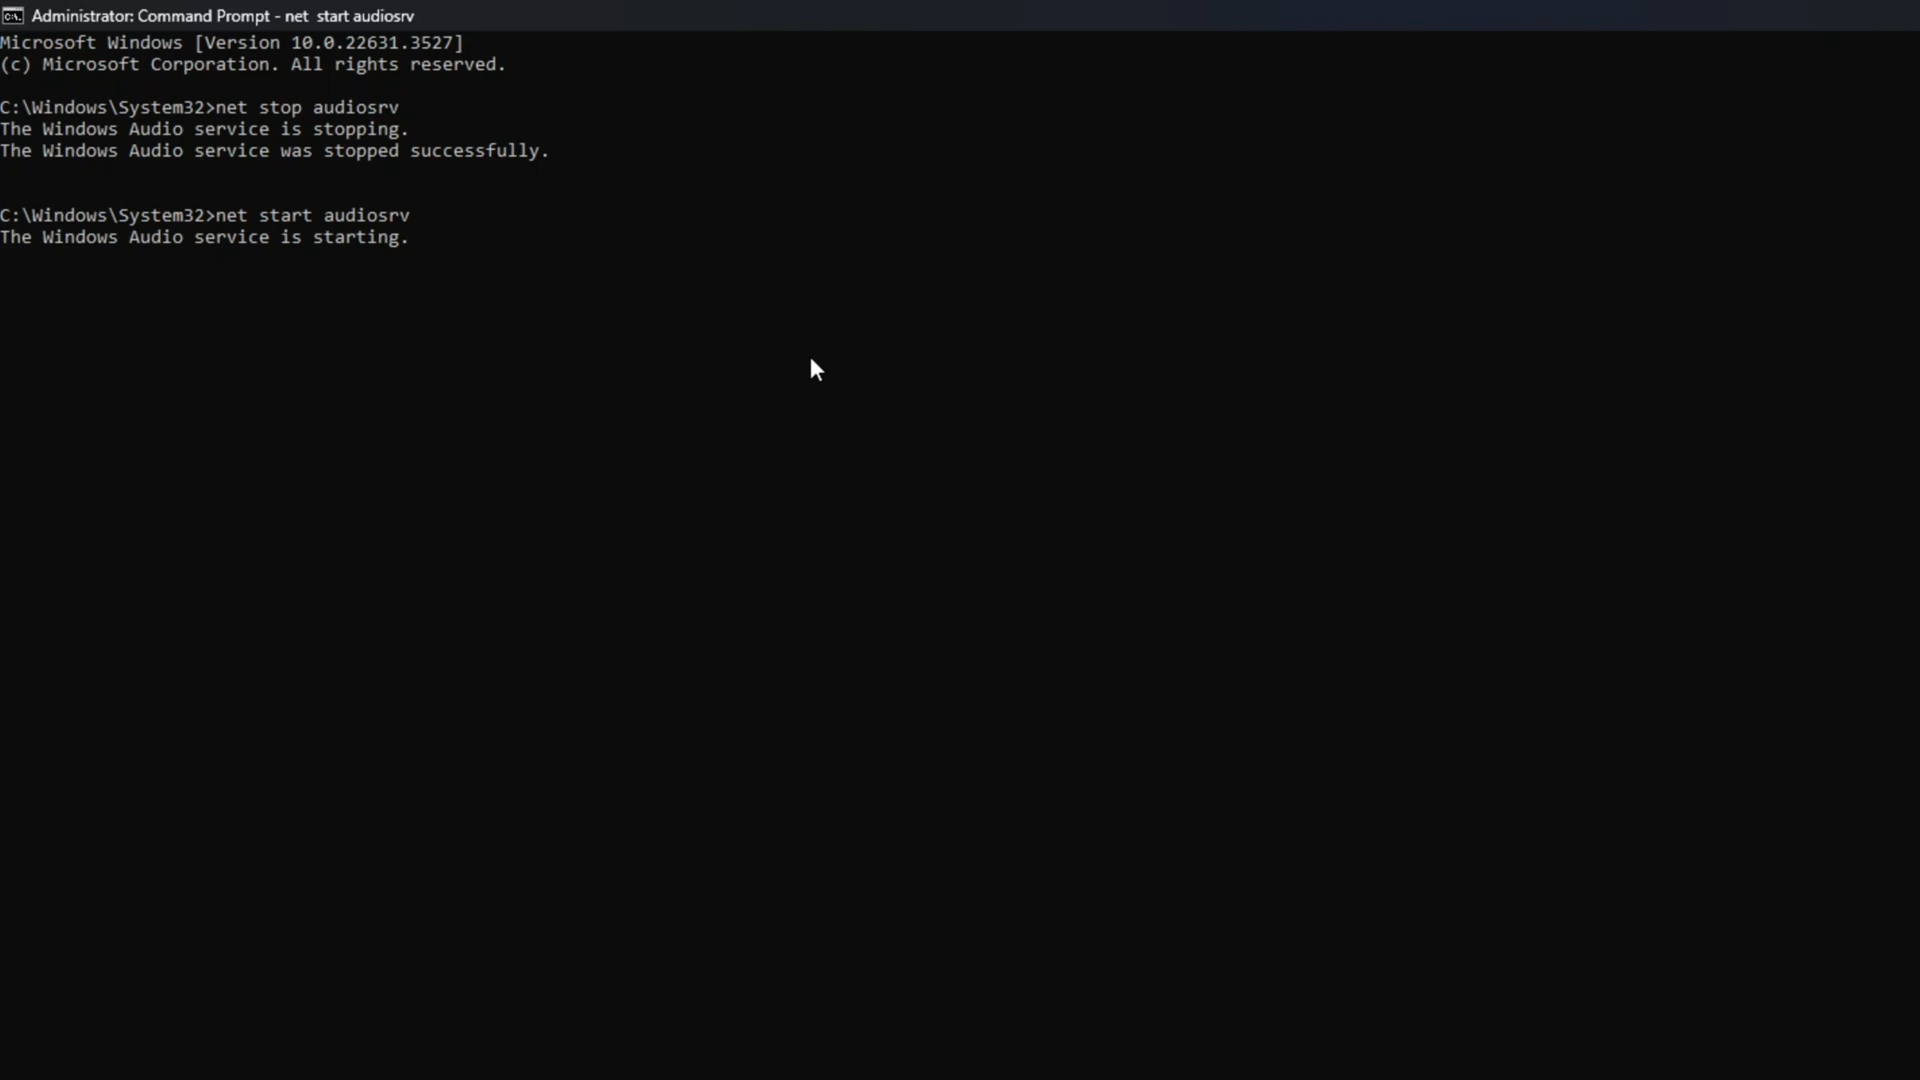 Administrator: Command Prompt - net  start audiosrv
Microsoft Windows [Version 10.0.22631.3527]
(c) Microsoft Corporation. All rights reserved.
C:\Windows\System32>net stop audiosrv
The Windows Audio service is stopping.
The Windows Audio service was stopped successfully.
C:\Windows\System32>net start audiosrv
The Windows Audio service is starting.